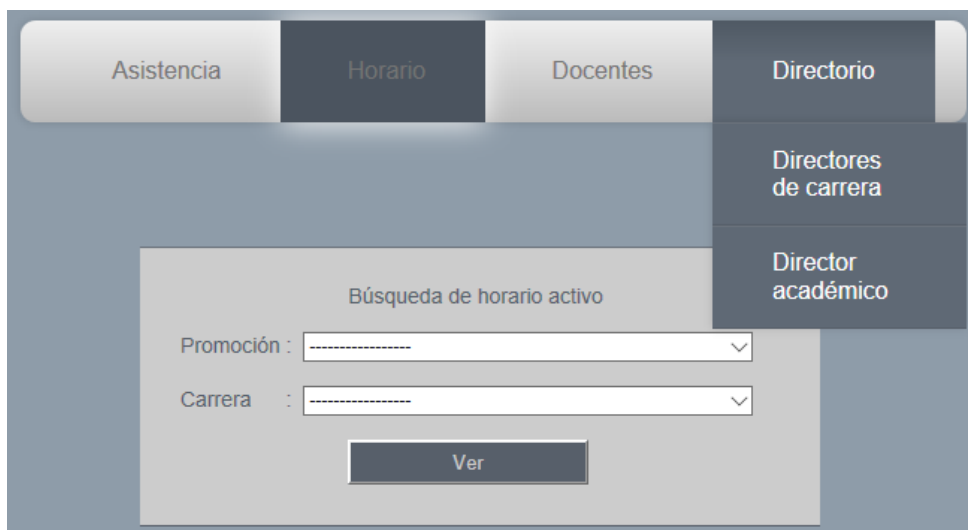 Asistencia Horario Docentes Directorio
Directores
de carrera
Director
académico
Búsqueda de horario activo
Promoción : ----------------
Carrera : ----------------
Ver